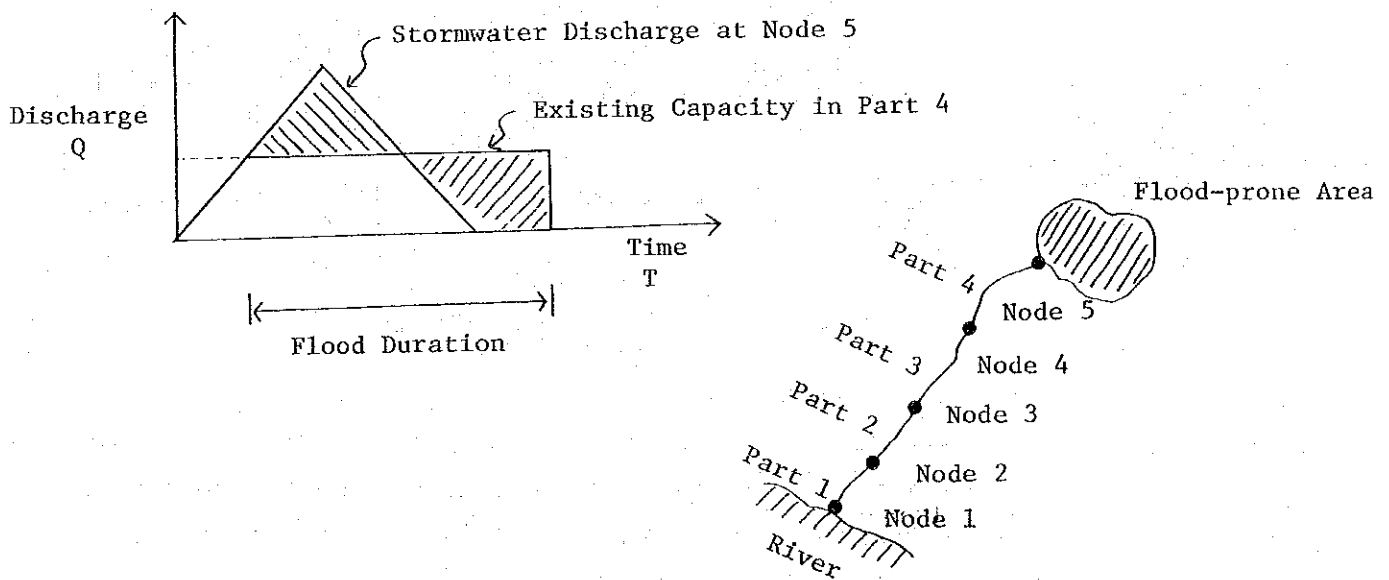 Stormwater Discharge at Node 5
Existing Capacity in Part 4
Discharge
Q
Time
T
Flood Duration
Flood-prone Area
Part 4
Node 5
Part 3
Node 4
Part 2
Node 3
Part 1
Node 2
Node 1
River